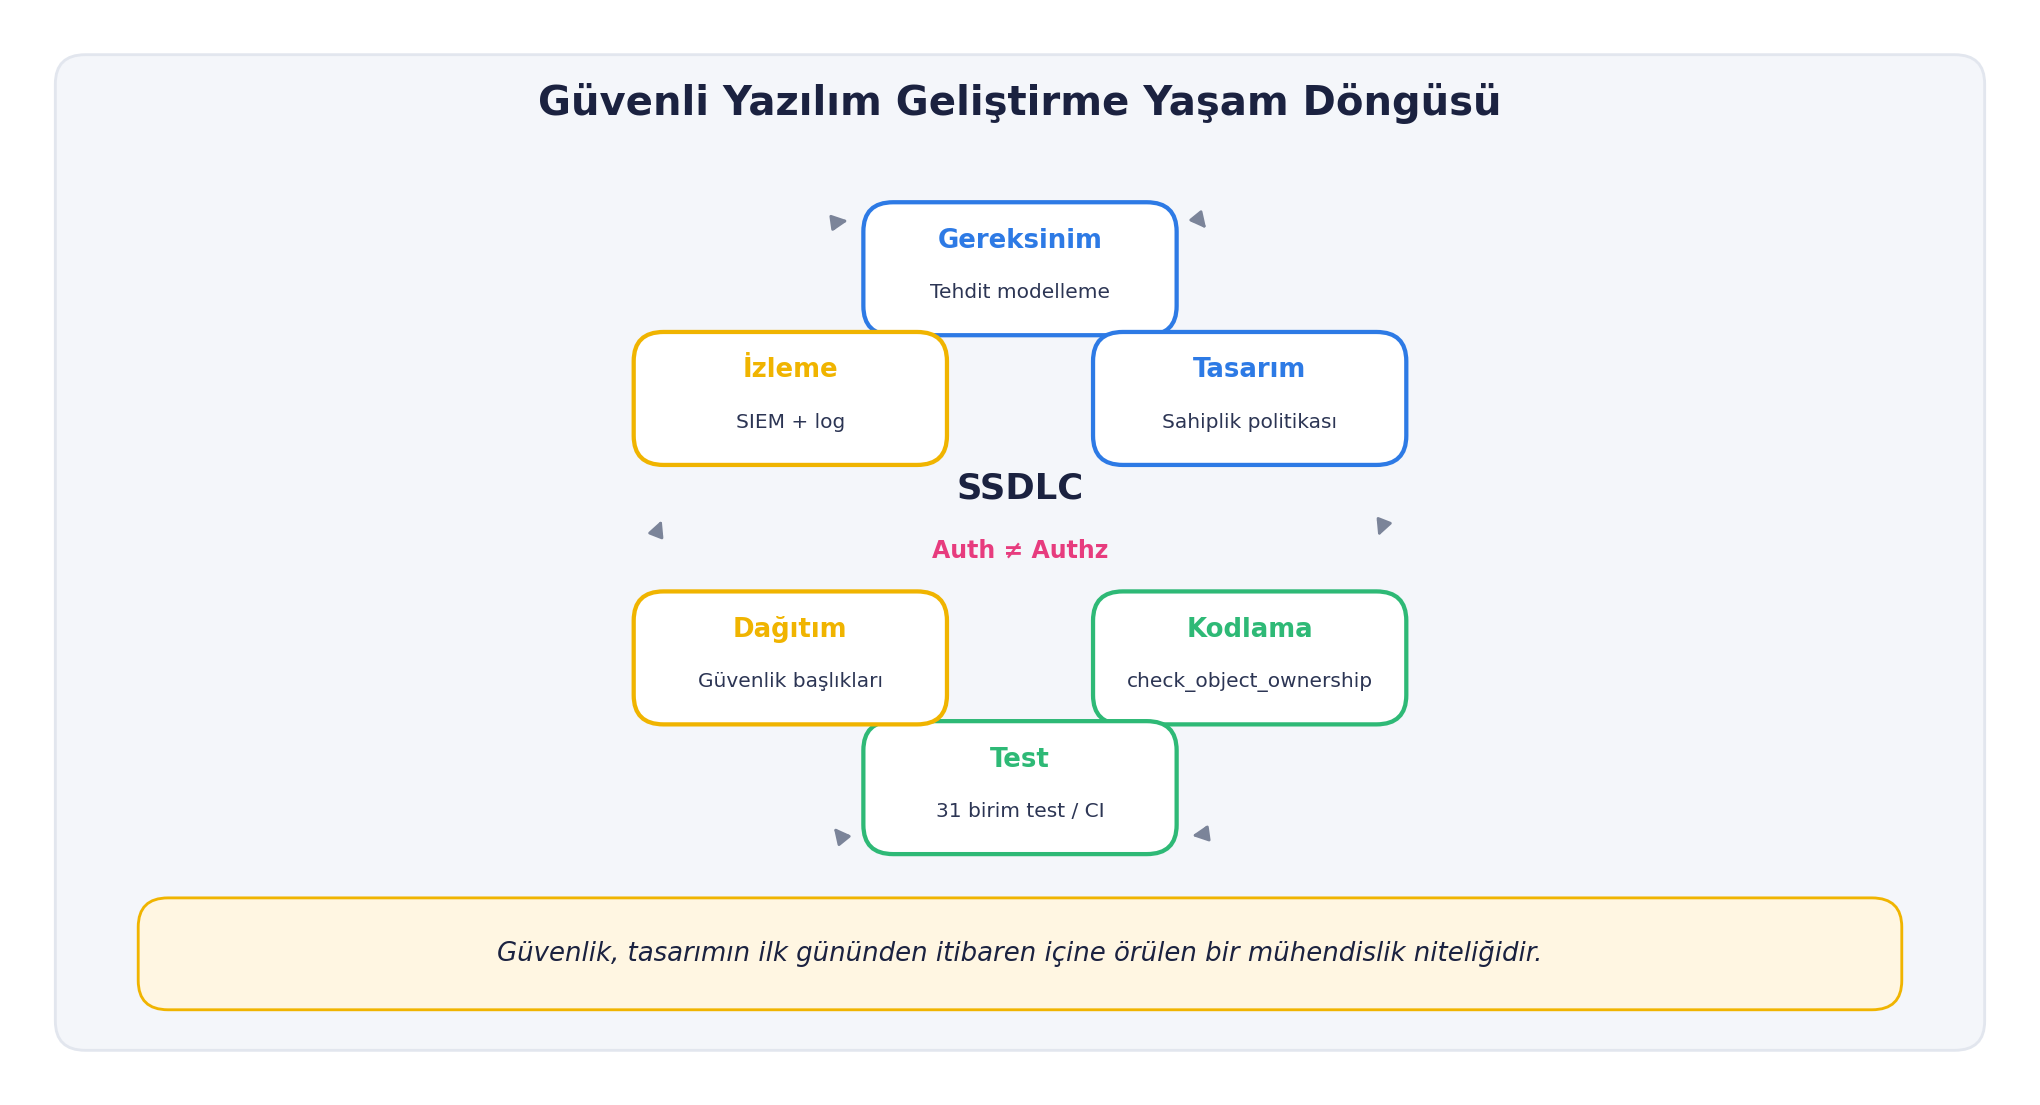 Güvenli Yazılım Geliştirme Yaşam Döngüsü
Gereksinim
Tehdit modelleme
İzleme
SIEM + log
Tasarım
Sahiplik politikası
SSDLC
Auth ≠ Authz
Dağıtım
Güvenlik başlıkları
Kodlama
check_object_ownership
Test
31 birim test / CI
Güvenlik, tasarımın ilk gününden itibaren içine örülen bir mühendislik niteliğidir.